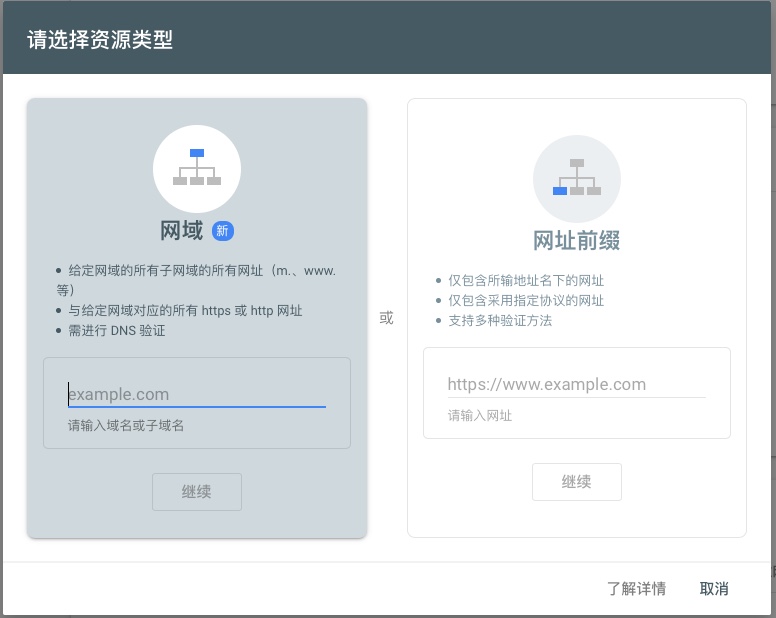 请选择资源类型
网域 新
• 给定网域的所有子网域的所有网址（m.、www.
等）
• 与给定网域对应的所有 https 或 http 网址
• 需进行 DNS 验证
example.com
请输入域名或子域名
继续
或
网址前缀
• 仅包含所输地址名下的网址
• 仅包含采用指定协议的网址
• 支持多种验证方法
https://www.example.com
请输入网址
继续
了解详情 取消